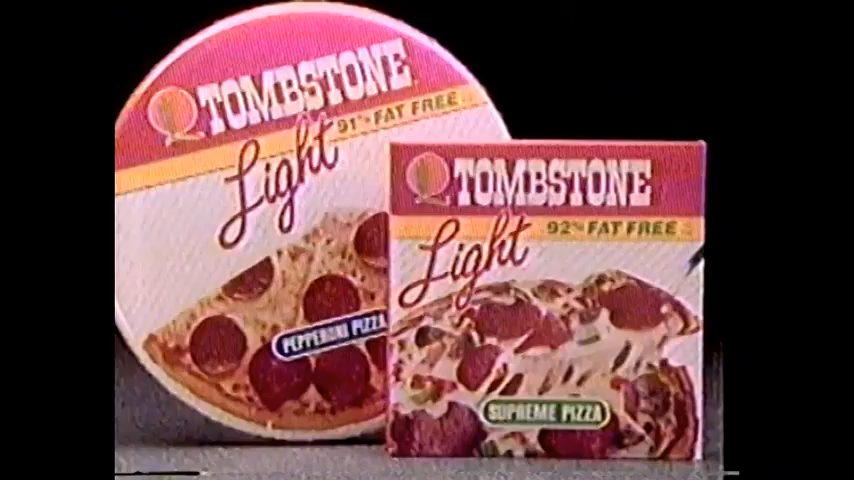 TOMBSTONE
91% FAT FREE
Light
PEPPERONI PIZZA
TOMBSTONE
92% FAT FREE
Light
SUPREME PIZZA